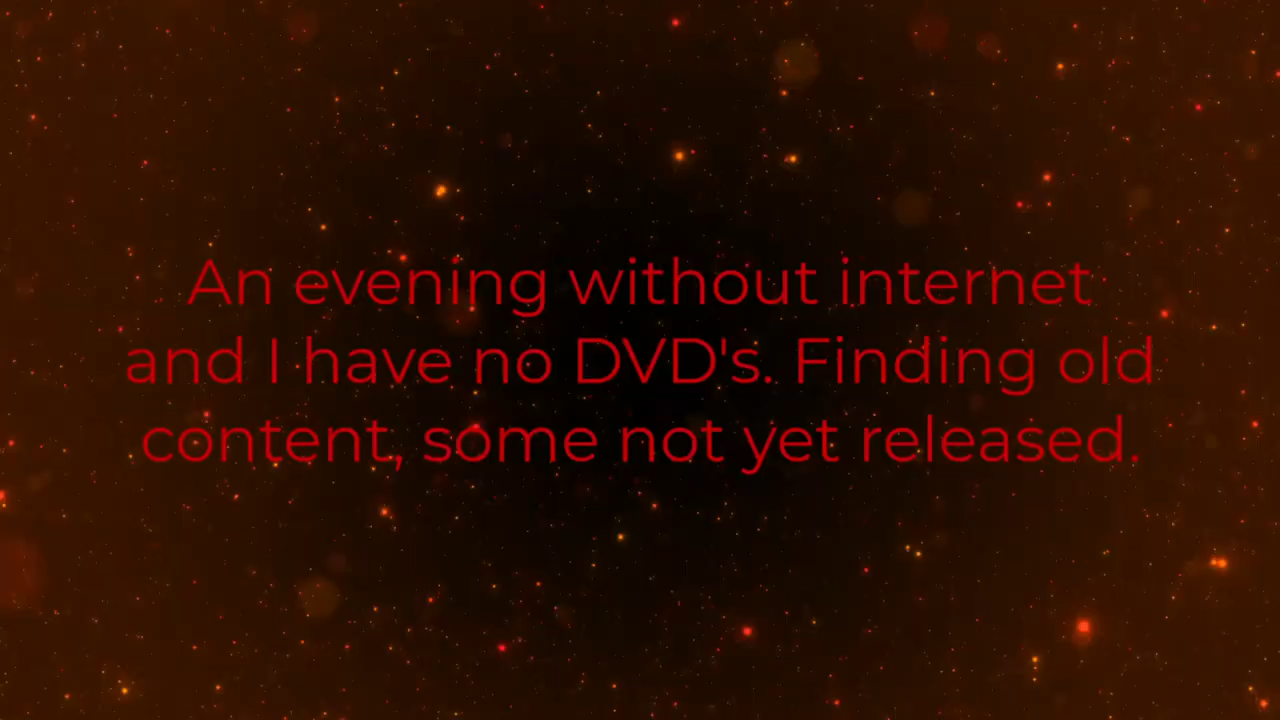 An evening without internet
and I have no DVD's. Finding old
content, some not yet released.